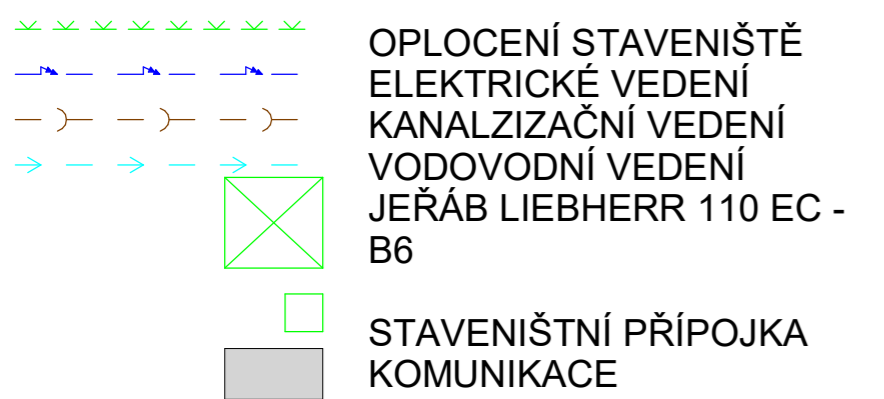 OPLOCENÍ STAVENIŠTĚ
ELEKTRICKÉ VEDENÍ
KANALZIZAČNÍ VEDENÍ
VODOVODNÍ VEDENÍ
JEŘÁB LIEBHERR 110 EC -
B6
STAVENIŠTNÍ PŘÍPOJKA
KOMUNIKACE